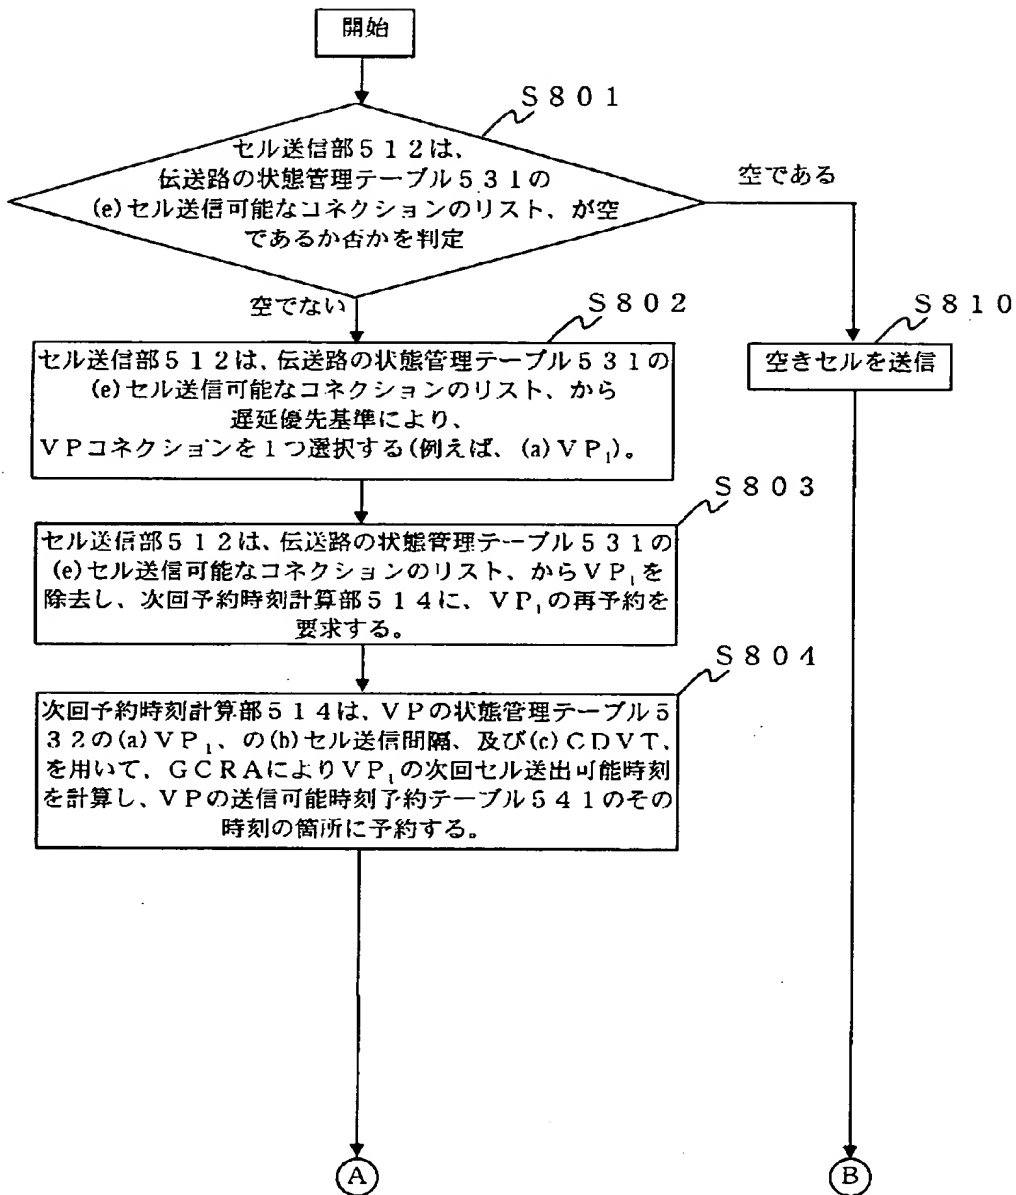 開始
S801
セル送信部512は、
伝送路の状態管理テーブル531の
(e)セル送信可能なコネクションのリスト、が空
であるか否かを判定
空である
空でない
S802
S810
セル送信部512は、伝送路の状態管理テーブル531の
(e)セル送信可能なコネクションのリスト、から
遅延優先基準により、
VPコネクションを1つ選択する(例えば、(a)VP₁)。
空きセルを送信
S803
セル送信部512は、伝送路の状態管理テーブル531の
(e)セル送信可能なコネクションのリスト、からVP₁を
除去し、次回予約時刻計算部514に、VP₁の再予約を
要求する。
S804
次回予約時刻計算部514は、VPの状態管理テーブル5
32の(a)VP₁、の(b)セル送信間隔、及び(c)CDVT、
を用いて、GCRAによりVP₁の次回セル送出可能時刻
を計算し、VPの送信可能時刻予約テーブル541のその
時刻の箇所に予約する。
A
B